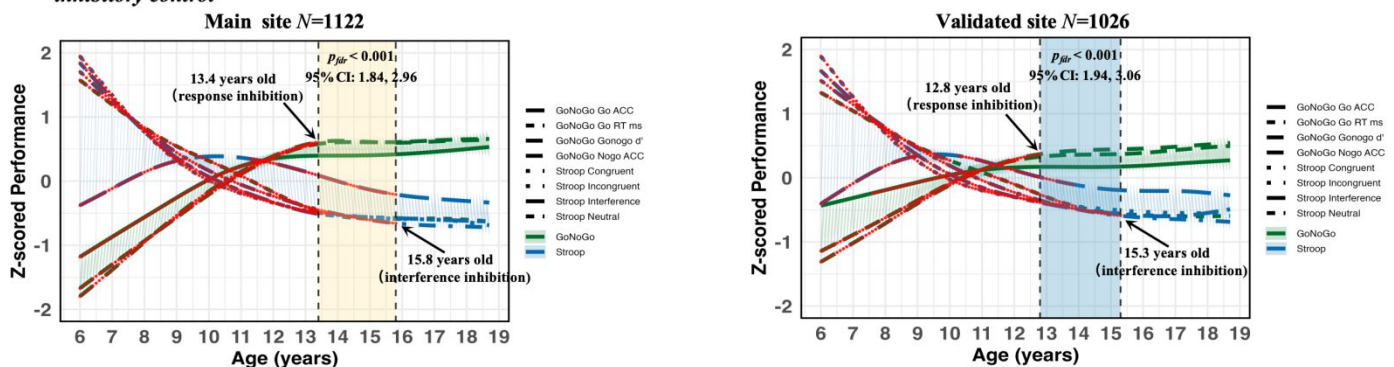 inhibitory control
Main site N=1122
Z-scored Performance
2
1
0
-1
-2
6 7 8 9 10 11 12 13 14 15 16 17 18 19
Age (years)
13.4 years old
(response inhibition)
Pfdr < 0.001
95% CI: 1.84, 2.96
15.8 years old
(interference inhibition)
GoNoGo Go ACC
GoNoGo Go RT ms
GoNoGo Gonogo d'
GoNoGo Nogo ACC
Stroop Congruent
Stroop Incongruent
Stroop Interference
Stroop Neutral
GoNoGo
Stroop
Validated site N=1026
Z-scored Performance
2
1
0
-1
-2
6 7 8 9 10 11 12 13 14 15 16 17 18 19
Age (years)
12.8 years old
(response inhibition)
Pfdr < 0.001
95% CI: 1.94, 3.06
15.3 years old
(interference inhibition)
GoNoGo Go ACC
GoNoGo Go RT ms
GoNoGo Gonogo d'
GoNoGo Nogo ACC
Stroop Congruent
Stroop Incongruent
Stroop Interference
Stroop Neutral
GoNoGo
Stroop